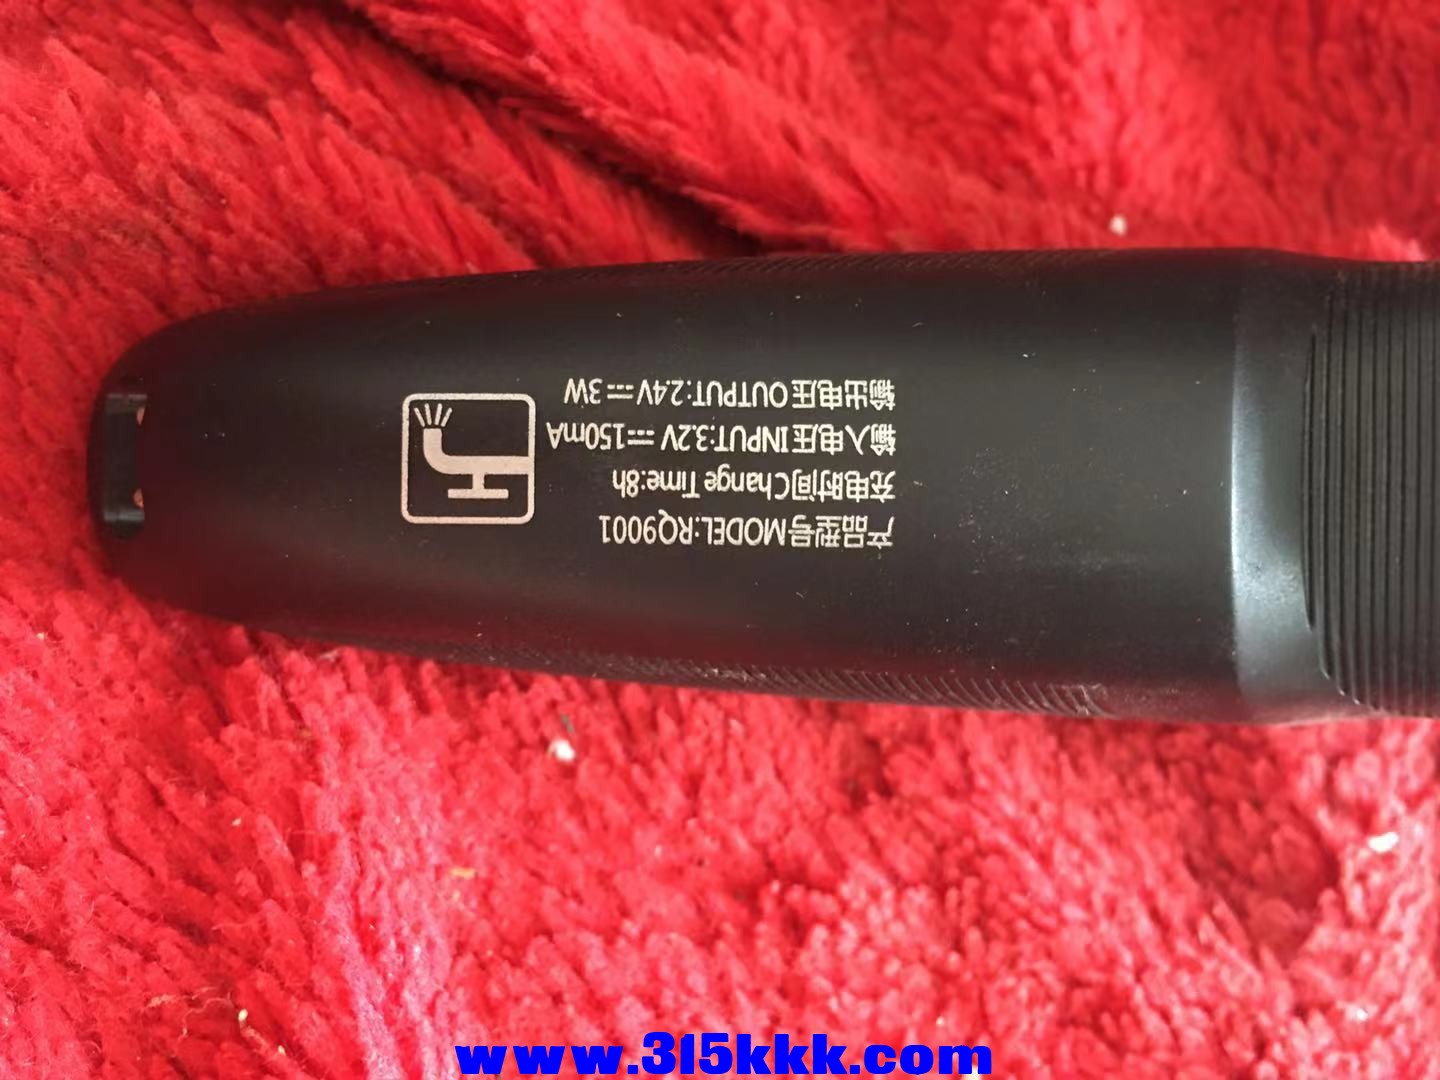 产品型号MODEL:RQ9001
充电时间Change Time:8h
输入电压INPUT:3.2V⎓150mA
输出电压OUTPUT:2.4V⎓3W
www.315kkk.com